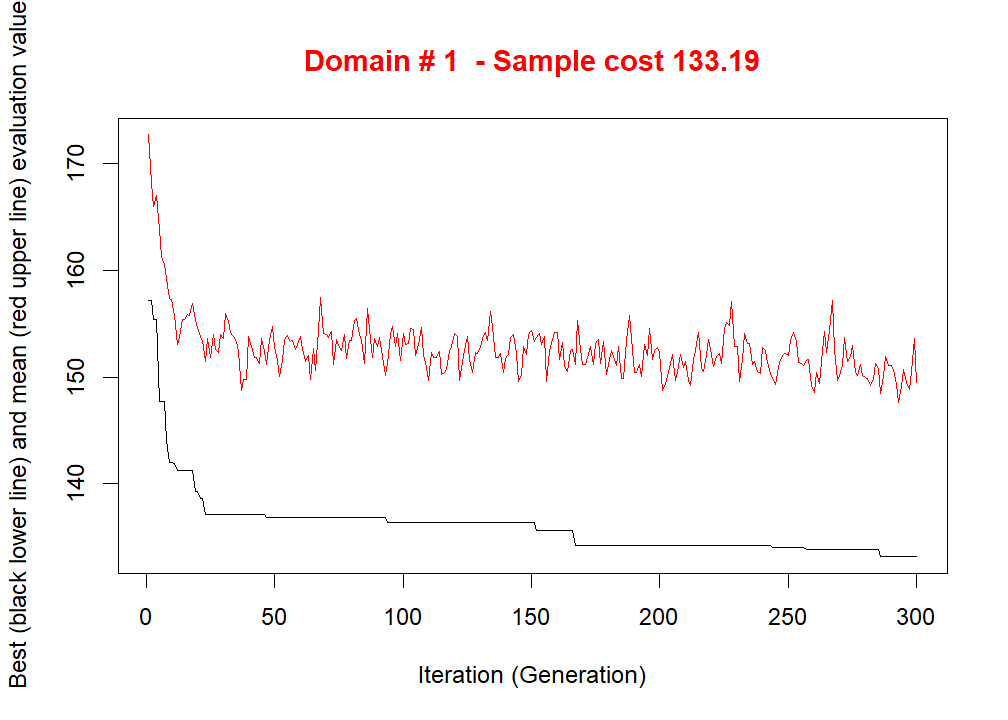 Domain # 1  - Sample cost 133.19
Best (black lower line) and mean (red upper line) evaluation value
170
160
150
140
0 50 100 150 200 250 300
Iteration (Generation)